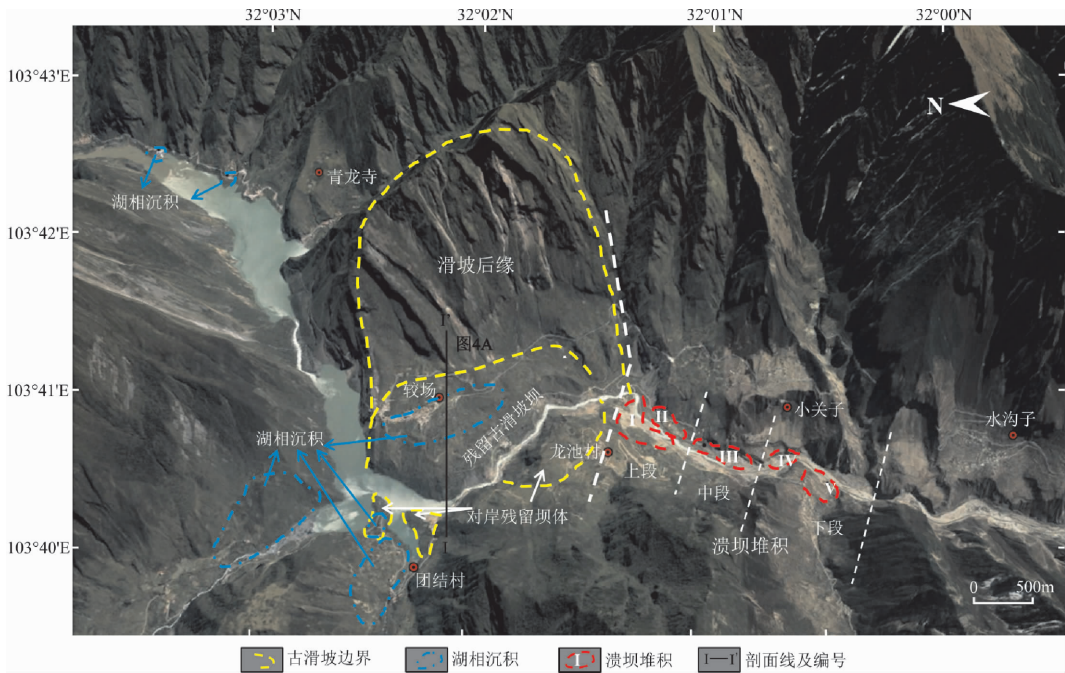 32°03′N
32°02′N
32°01′N
32°00′N
103°43′E
103°42′E
103°41′E
103°40′E
N
青龙寺
湖相沉积
滑坡后缘
I′
图4A
较场
残留古滑坡坝
小关子
水沟子
湖相沉积
龙池村
I
II
III
IV
V
上段
中段
下段
对岸残留坝体
溃坝堆积
I
团结村
0 500m
古滑坡边界
湖相沉积
I 溃坝堆积
I—I′ 剖面线及编号